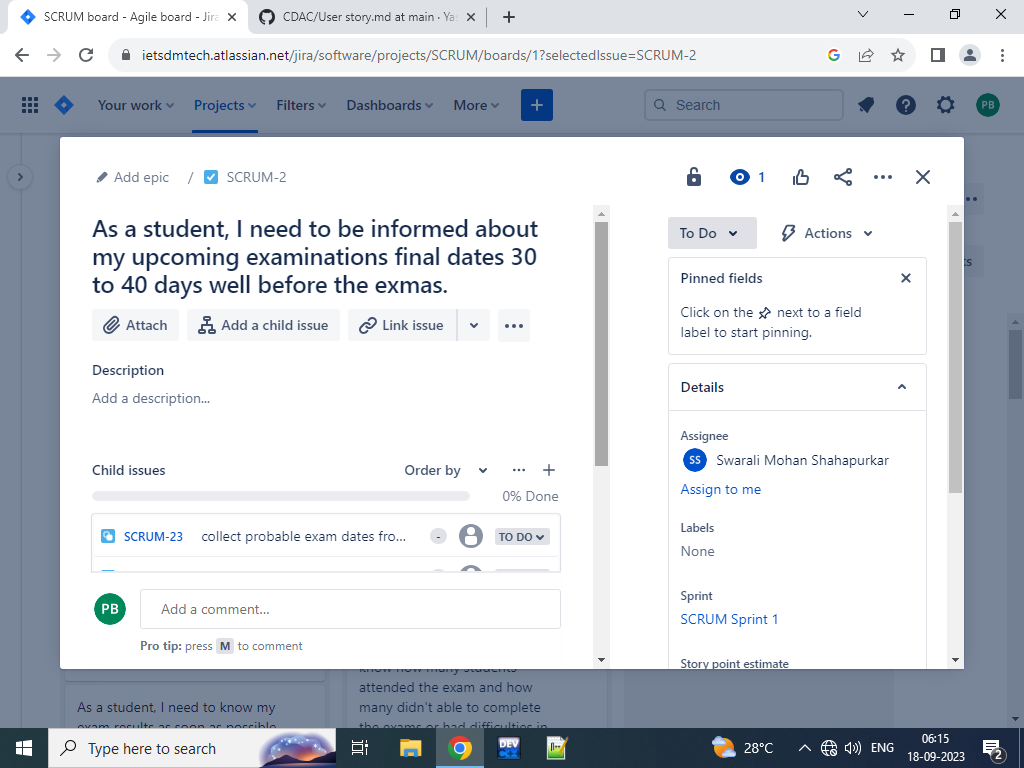 SCRUM board - Agile board - Jira
CDAC/User story.md at main · Yas
ietsdmtech.atlassian.net/jira/software/projects/SCRUM/boards/1?selectedIssue=SCRUM-2
Your work
Projects
Filters
Dashboards
More
Search
PB
Add epic
/
SCRUM-2
1
As a student, I need to be informed about
my upcoming examinations final dates 30
to 40 days well before the exmas.
Attach
Add a child issue
Link issue
Description
Add a description...
Child issues
Order by
0% Done
SCRUM-23
collect probable exam dates fro...
-
TO DO
PB
Add a comment...
Pro tip: press M to comment
To Do
Actions
Pinned fields
Click on the next to a field
label to start pinning.
Details
Assignee
SS
Swarali Mohan Shahapurkar
Assign to me
Labels
None
Sprint
SCRUM Sprint 1
Story point estimate
As a student, I need to know my
exam results as soon as possible
know how many students
attended the exam and how
many didn't able to complete
the exams or had difficulties in
Type here to search
DEV
28°C
ENG
06:15
18-09-2023
2